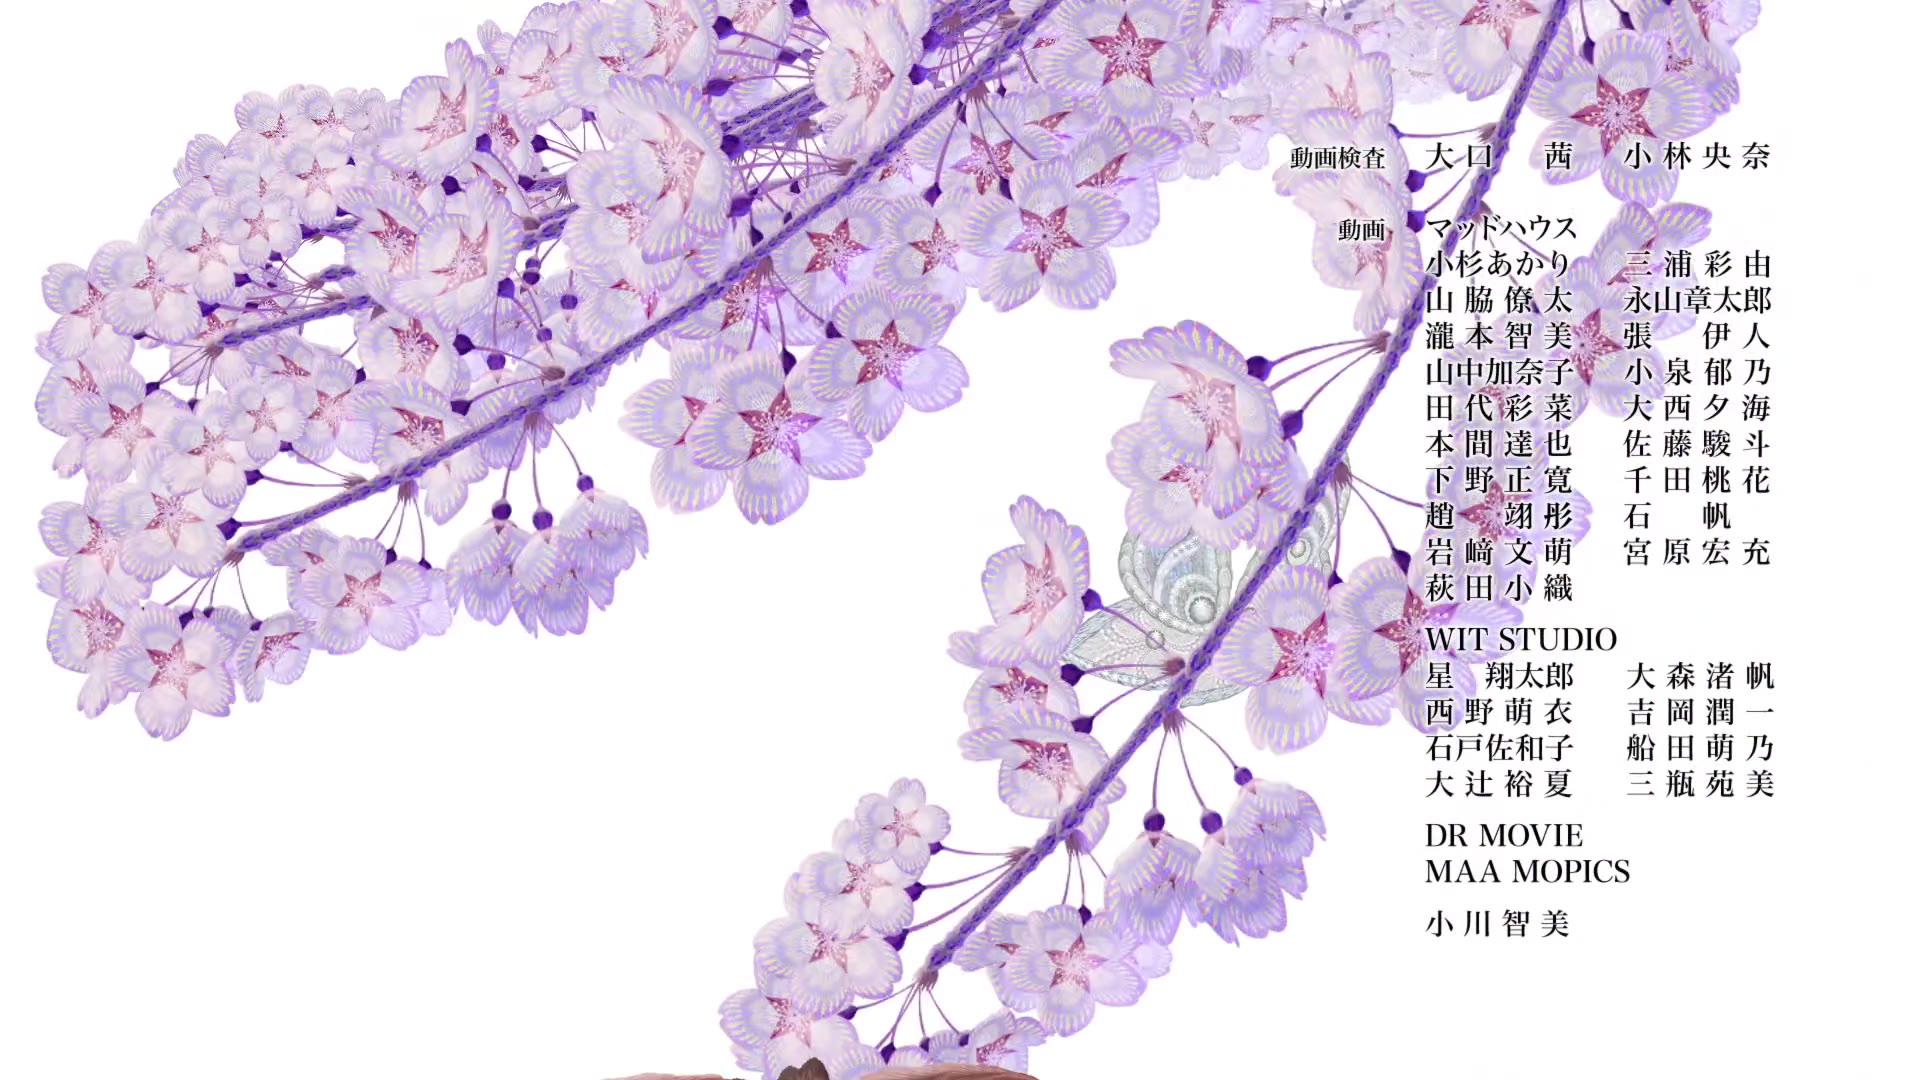 動画検査 大口 茜 小林央奈
動画 マッドハウス
小杉あかり 三浦彩由
山脇僚太 永山章太郎
瀧本智美 張 伊人
山中加奈子 小泉郁乃
田代彩菜 大西夕海
本間達也 佐藤駿斗
下野正寛 千田桃花
趙 翊彤 石 帆
岩﨑文萌 宮原宏充
萩田小織
WIT STUDIO
星 翔太郎 大森渚帆
西野萌衣 吉岡潤一
石戸佐和子 船田萌乃
大辻裕夏 三瓶苑美
DR MOVIE
MAA MOPICS
小川智美